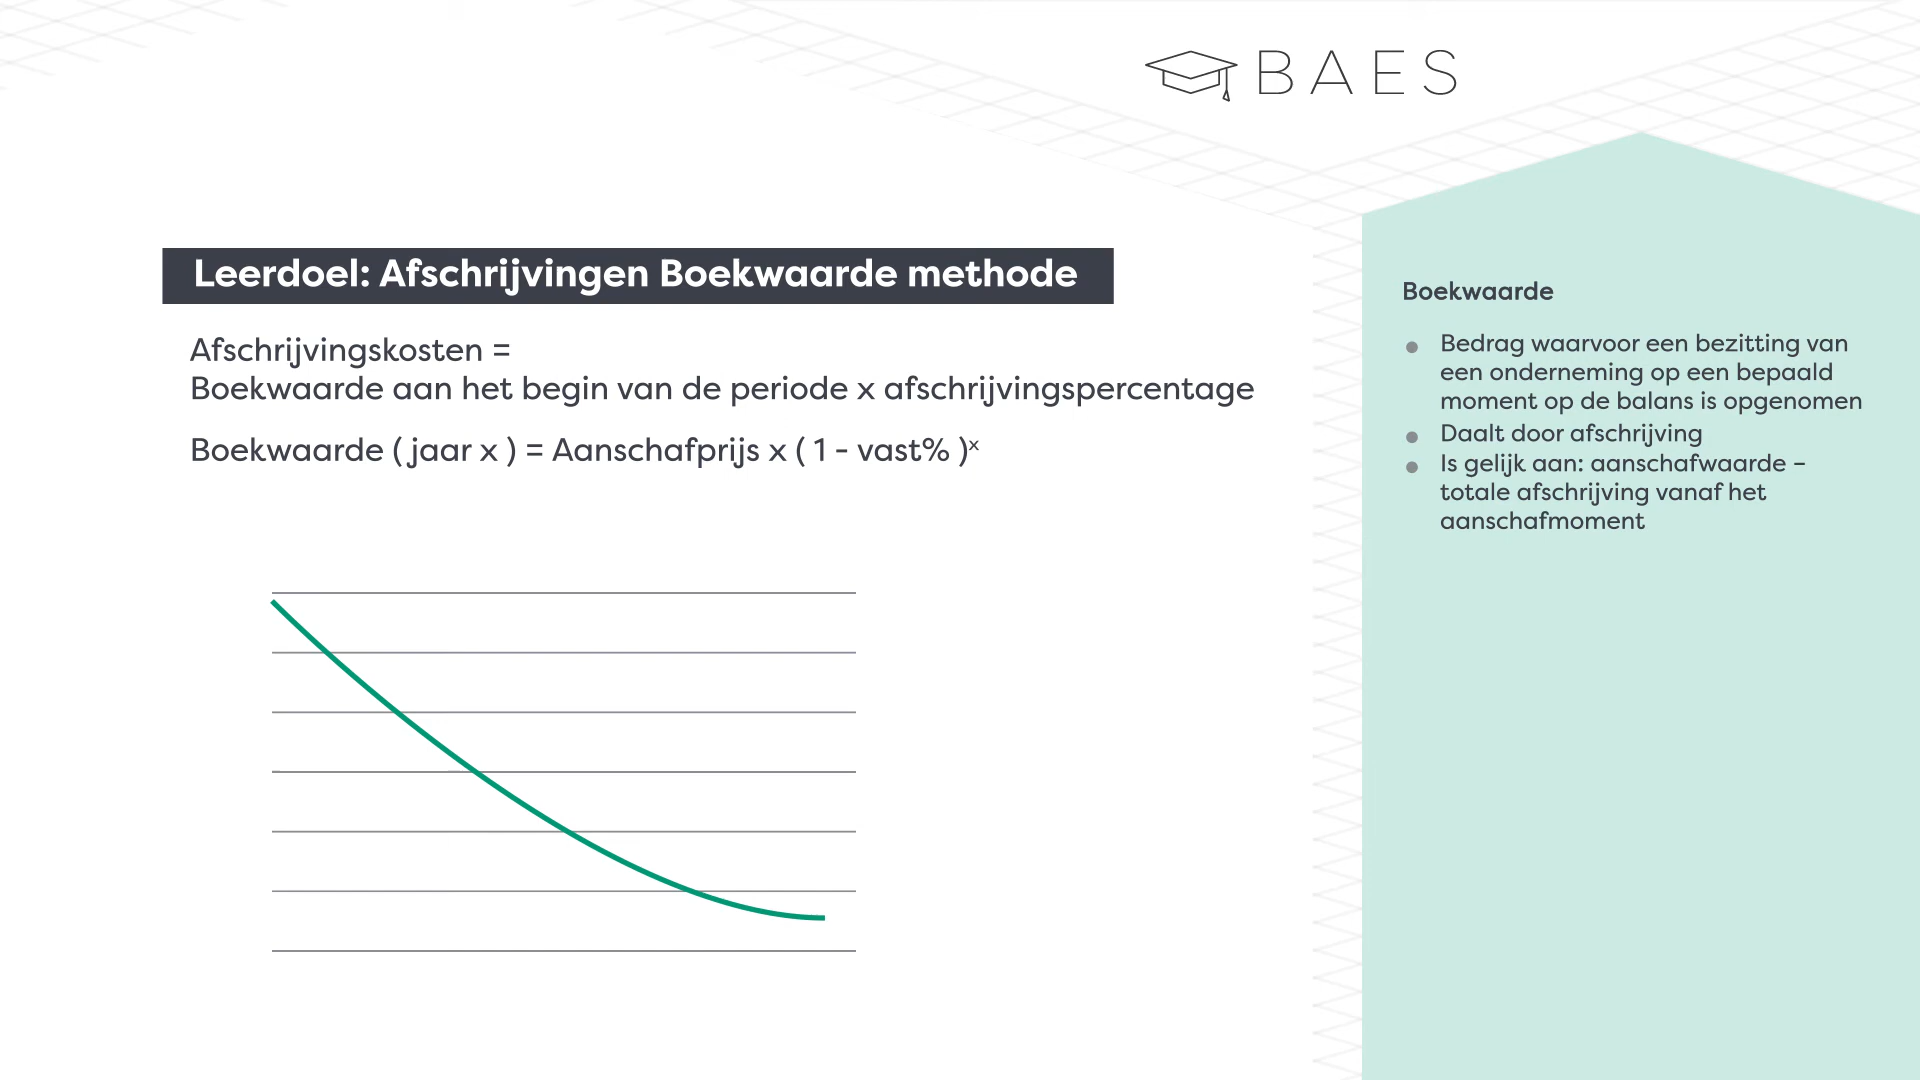 BAES
Leerdoel: Afschrijvingen Boekwaarde methode
Afschrijvingskosten =
Boekwaarde aan het begin van de periode x afschrijvingspercentage
Boekwaarde ( jaar x ) = Aanschafprijs x ( 1 - vast% )ˣ
Boekwaarde
● Bedrag waarvoor een bezitting van
een onderneming op een bepaald
moment op de balans is opgenomen
● Daalt door afschrijving
● Is gelijk aan: aanschafwaarde –
totale afschrijving vanaf het
aanschafmoment